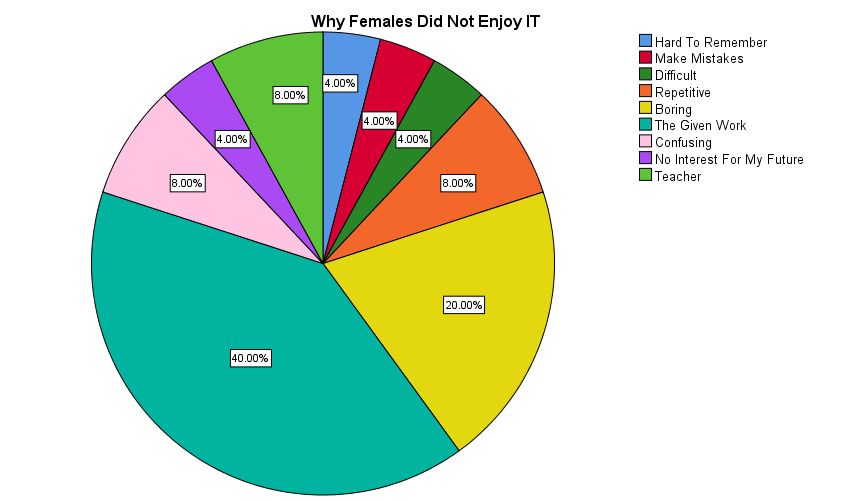 Why Females Did Not Enjoy IT
Hard To Remember
Make Mistakes
Difficult
Repetitive
Boring
The Given Work
Confusing
No Interest For My Future
Teacher
4.00%
4.00%
4.00%
8.00%
20.00%
40.00%
8.00%
4.00%
8.00%